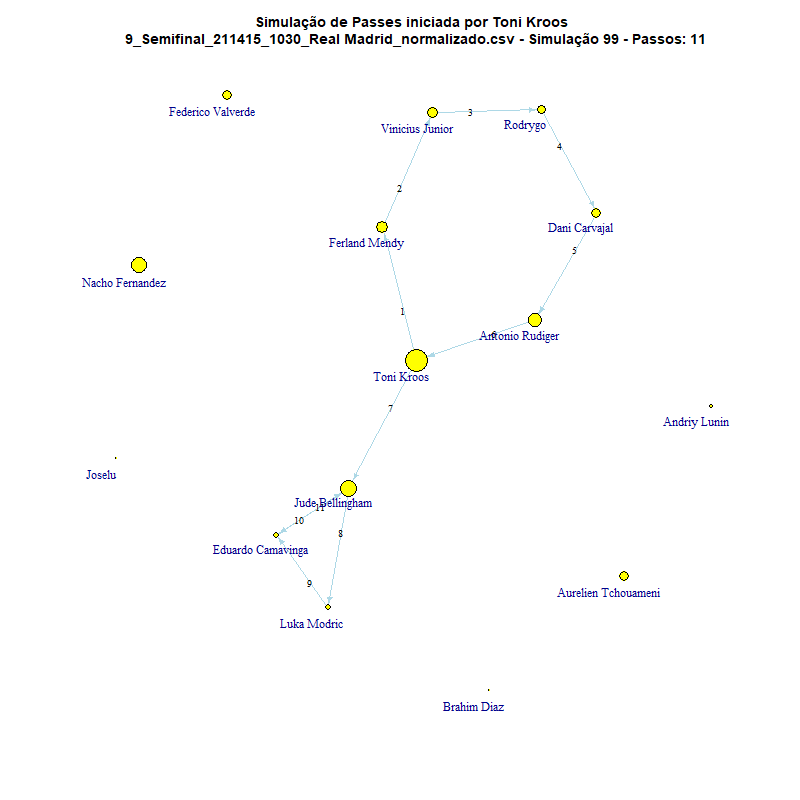 Simulação de Passes iniciada por Toni Kroos
9_Semifinal_211415_1030_Real Madrid_normalizado.csv - Simulação 99 - Passos: 11
Federico Valverde
Vinicius Junior
3
Rodrygo
4
2
Dani Carvajal
Ferland Mendy
5
Nacho Fernandez
1
6
Antonio Rudiger
Toni Kroos
7
Andriy Lunin
Joselu
Jude Bellingham
11
10
8
Eduardo Camavinga
9
Aurelien Tchouameni
Luka Modric
Brahim Diaz